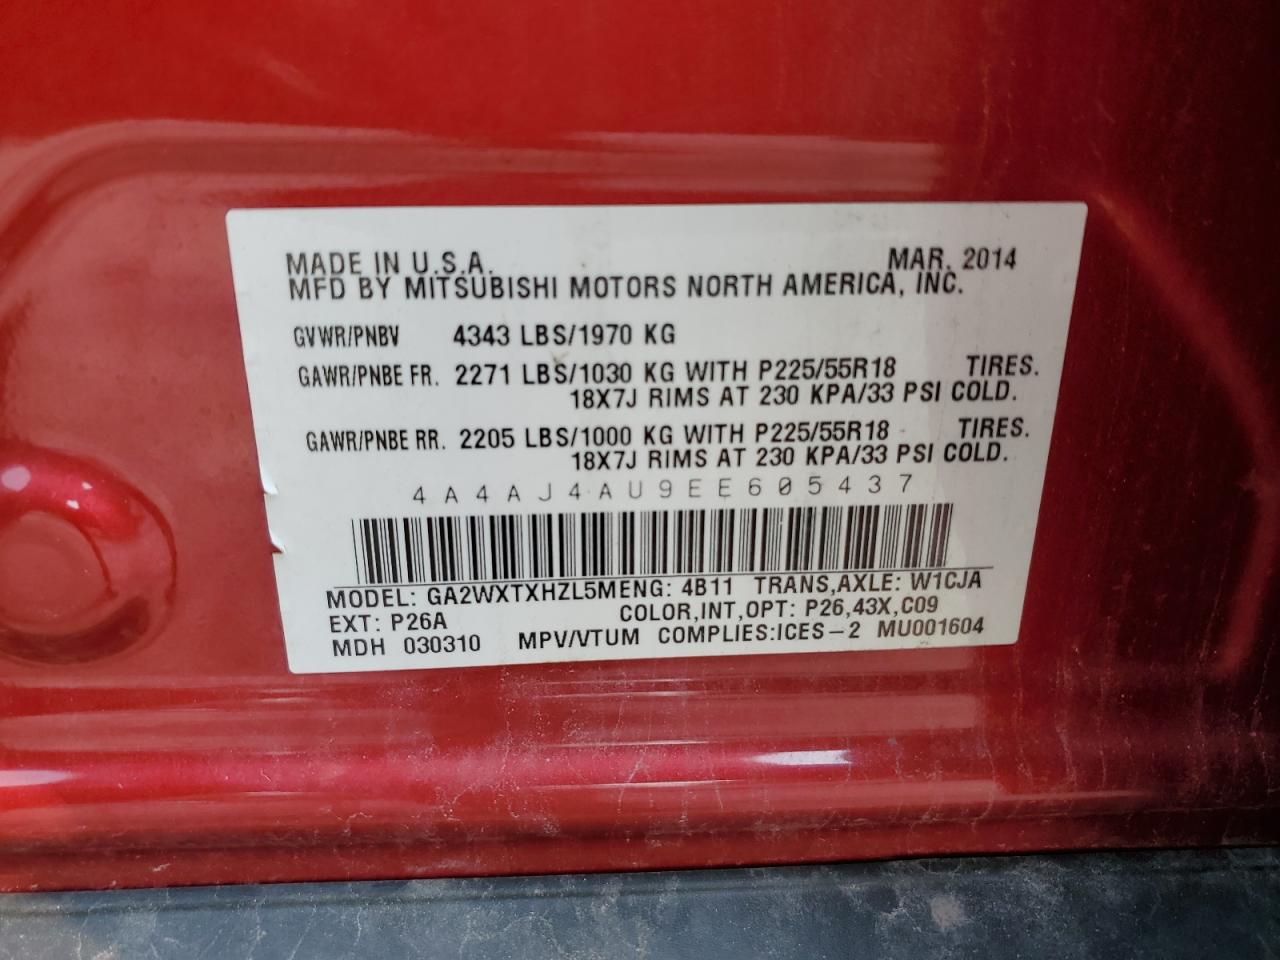 MADE IN U.S.A. MAR. 2014
MFD BY MITSUBISHI MOTORS NORTH AMERICA, INC.
GVWR/PNBV 4343 LBS/1970 KG
GAWR/PNBE FR. 2271 LBS/1030 KG WITH P225/55R18 TIRES.
18X7J RIMS AT 230 KPA/33 PSI COLD.
GAWR/PNBE RR. 2205 LBS/1000 KG WITH P225/55R18 TIRES.
18X7J RIMS AT 230 KPA/33 PSI COLD.
4A4AJ4AU9EE605437
MODEL: GA2WXTXHZL5MENG: 4B11 TRANS,AXLE: W1CJA
EXT: P26A COLOR,INT,OPT: P26,43X,C09
MDH 030310 MPV/VTUM COMPLIES:ICES-2 MU001604